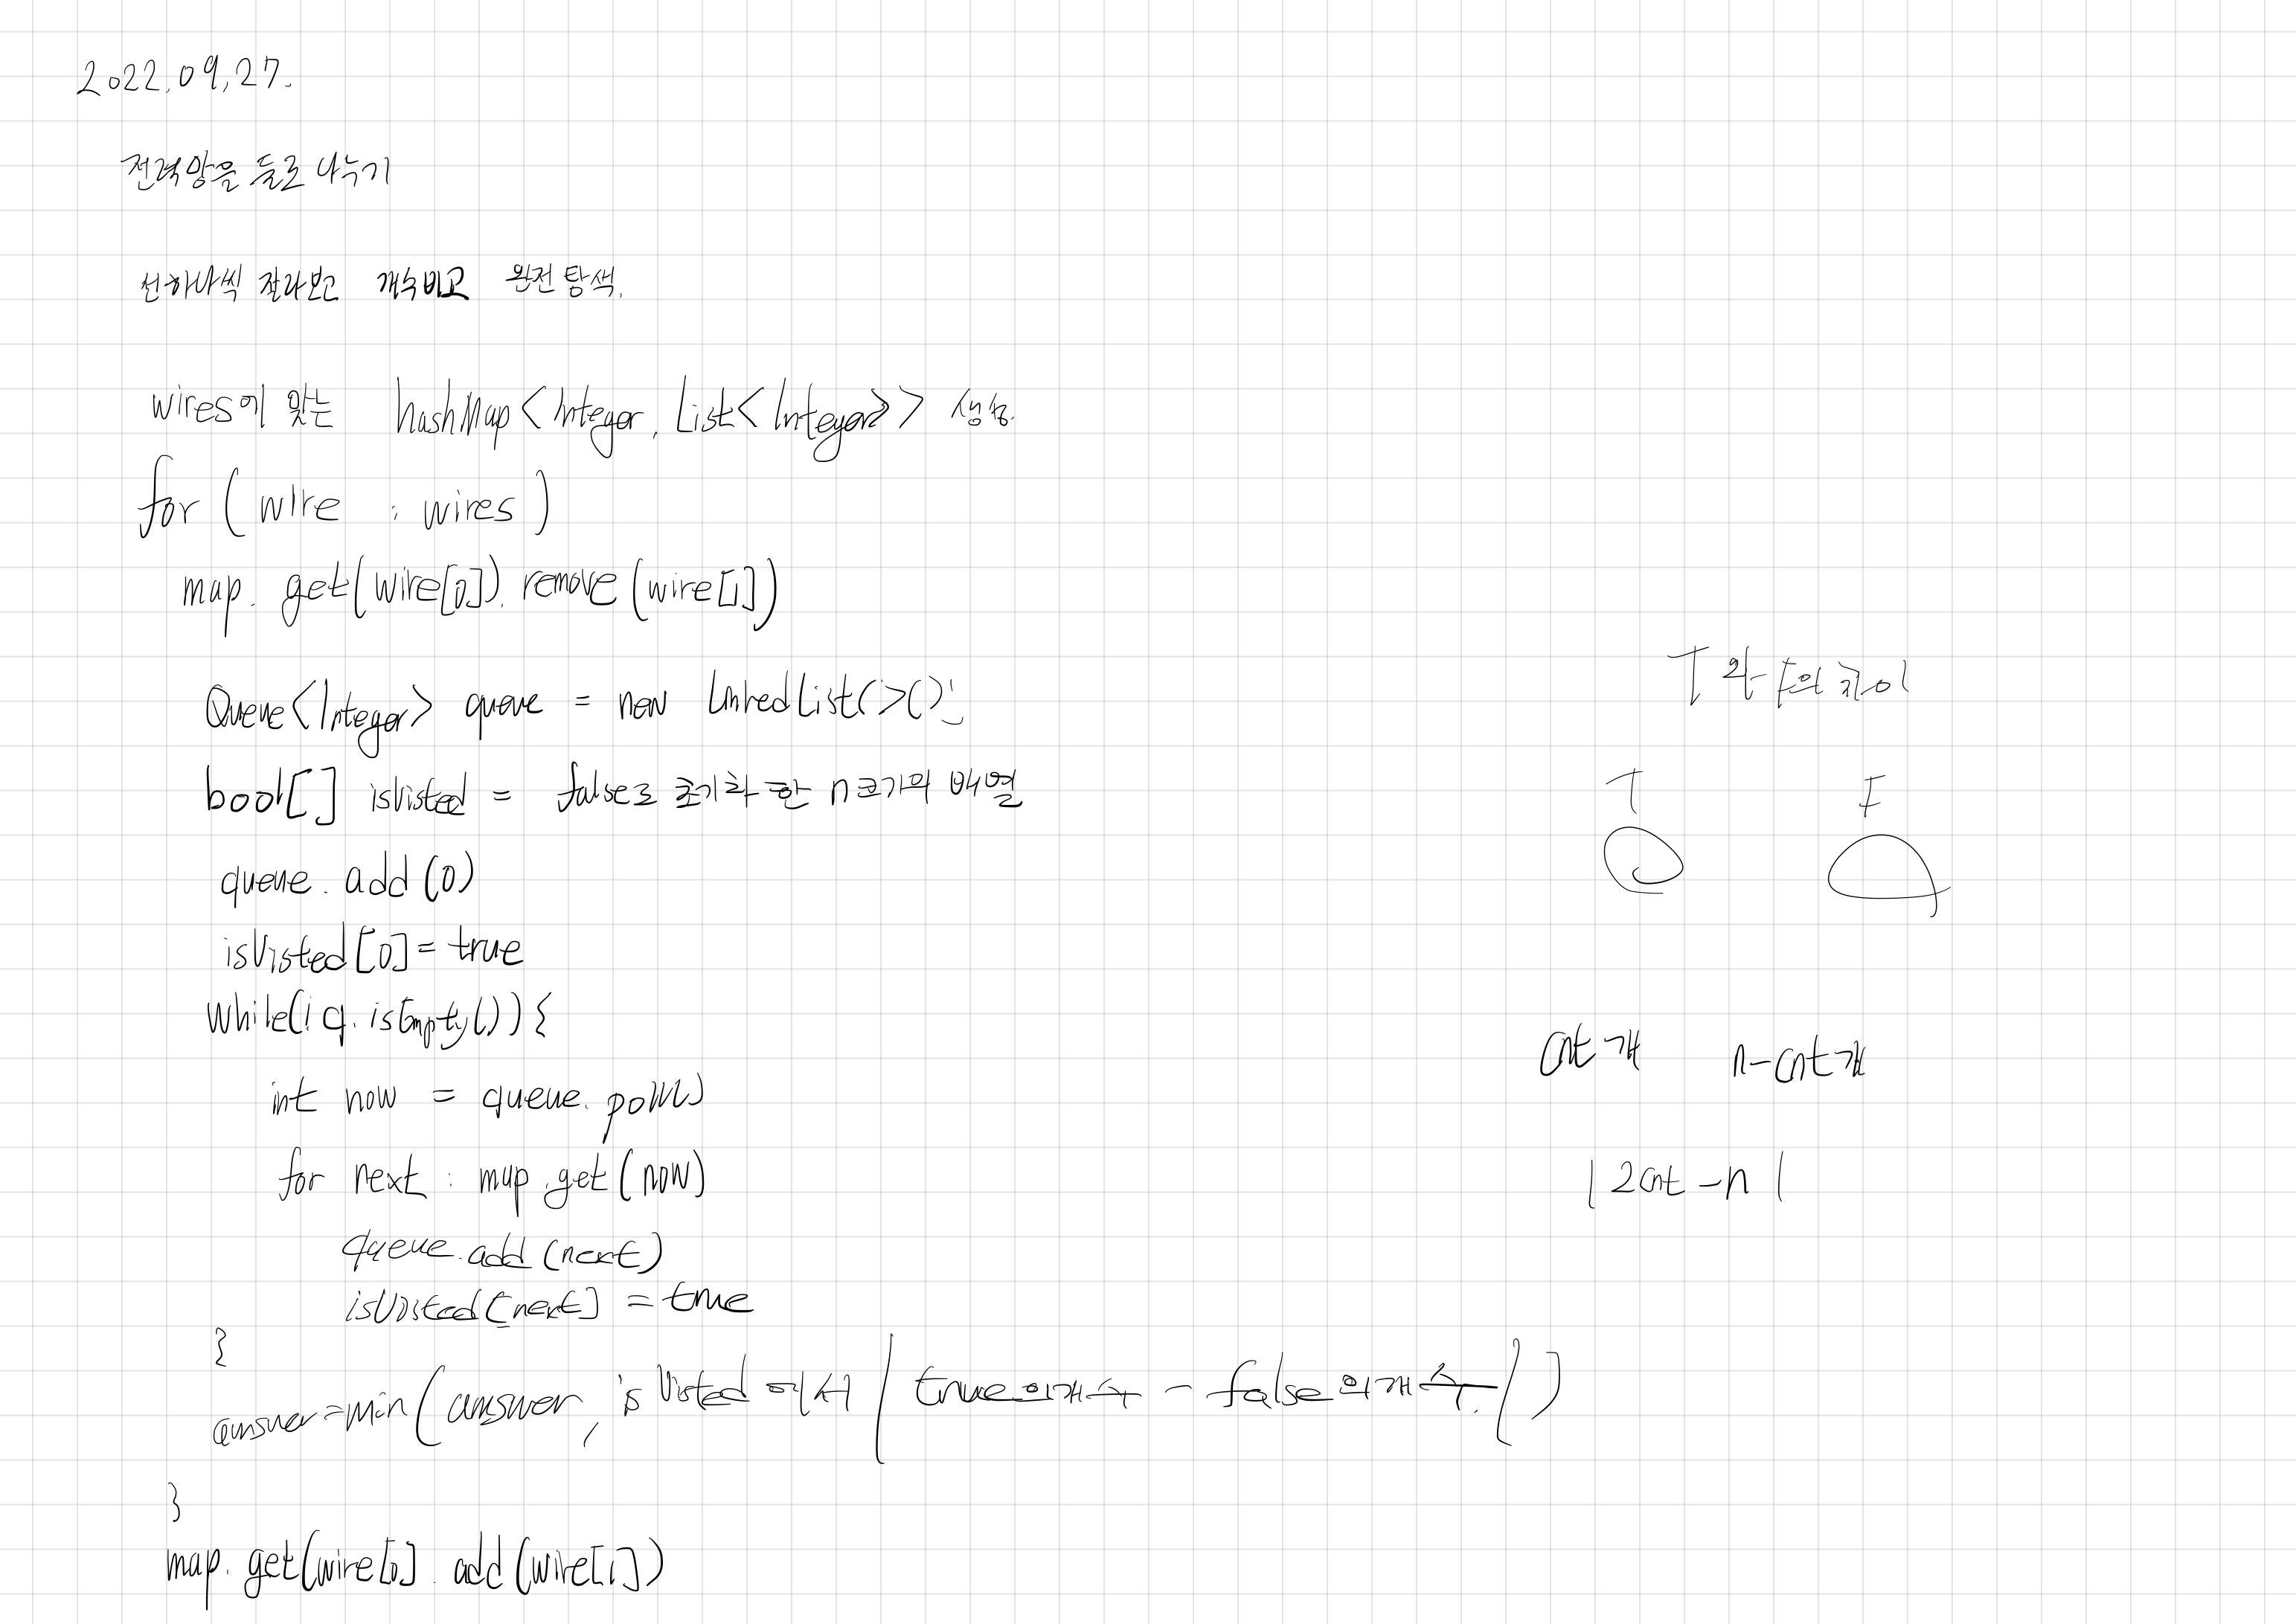 2022.09.27.
전력망을 둘로 나누기
선하나씩 잘라보고 개수비교 완전탐색.
wires에 맞는 hashMap<Integer, List<Integer>> 생성.
for (wire : wires)
map. get(wire[0]). remove (wire[1])
Queue<Integer> queue = new LinkedList<>();
bool[] isVisted = false로 초기화 한 n크기의 배열
queue. add (0)
isVisted [0] = true
while(!q. isEmpty()) {
int now = queue. poll()
for next : map.get(now)
queue.add (next)
isVisted[next] = true
}
answer=min(answer, isVisted 에서 |true의개수 - false의개수|)
}
map. get(wire[0]. add (wire[1])
T와 F의 차이
T F
cnt개 n-cnt개
|2cnt-n|